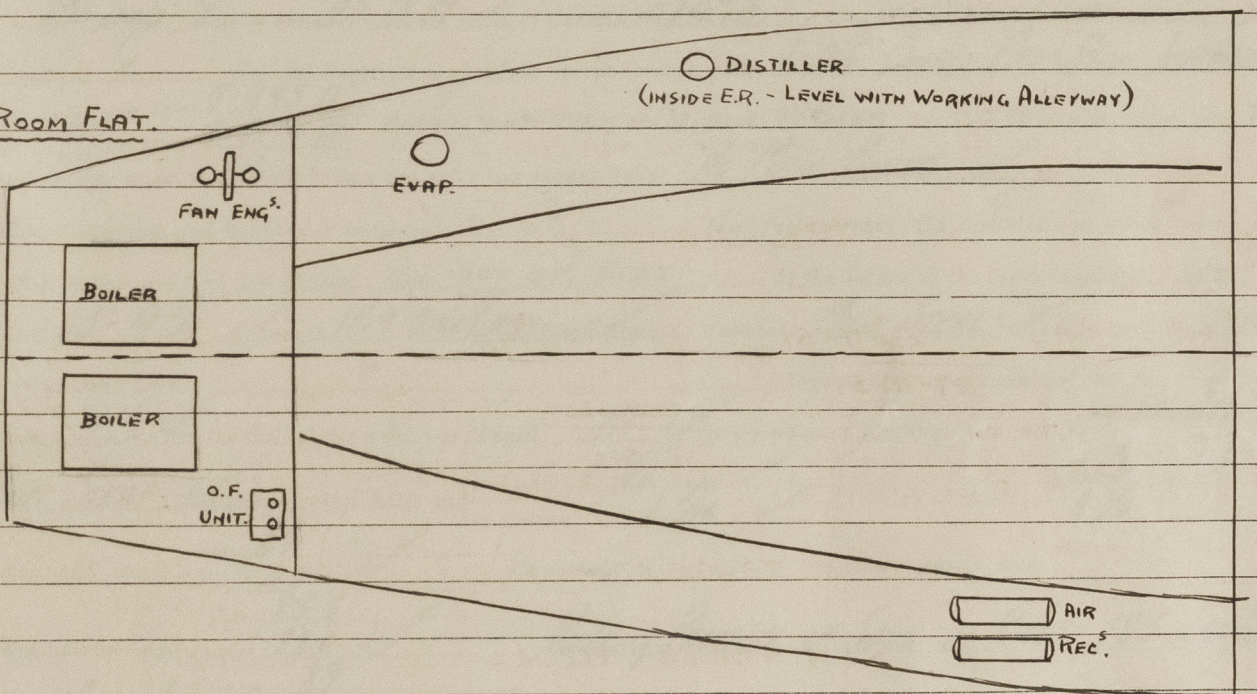 DISTILLER
(INSIDE E.R. - LEVEL WITH WORKING ALLEYWAY)
ROOM FLAT.
EVAP.
FAN ENGS.
BOILER
BOILER
O.F.
UNIT.
AIR
RECS.